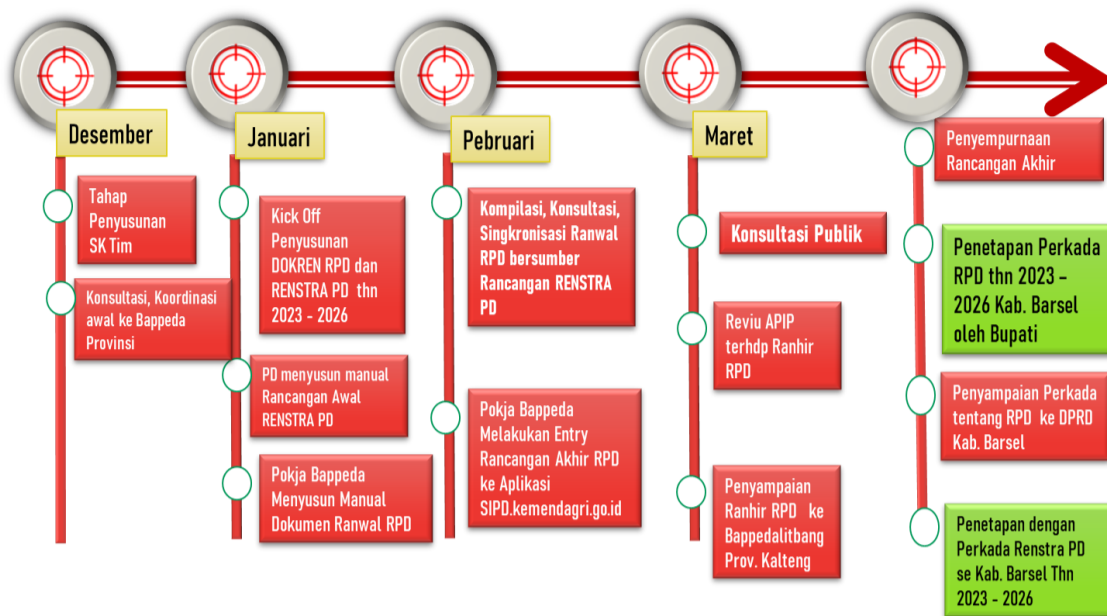 Desember
Tahap
Penyusunan
SK Tim
Konsultasi, Koordinasi
awal ke Bappeda
Provinsi
Januari
Kick Off
Penyusunan
DOKREN RPD dan
RENSTRA PD thn
2023 - 2026
PD menyusun manual
Rancangan Awal
RENSTRA PD
Pokja Bappeda
Menyusun Manual
Dokumen Ranwal RPD
Pebruari
Kompilasi, Konsultasi,
Singkronisasi Ranwal
RPD bersumber
Rancangan RENSTRA
PD
Pokja Bappeda
Melakukan Entry
Rancangan Akhir RPD
ke Aplikasi
SIPD.kemendagri.go.id
Maret
Konsultasi Publik
Reviu APIP
terhdp Ranhir
RPD
Penyampaian
Ranhir RPD ke
Bappedalitbang
Prov. Kalteng
Penyempurnaan
Rancangan Akhir
Penetapan Perkada
RPD thn 2023 -
2026 Kab. Barsel
oleh Bupati
Penyampaian Perkada
tentang RPD ke DPRD
Kab. Barsel
Penetapan dengan
Perkada Renstra PD
se Kab. Barsel Thn
2023 - 2026